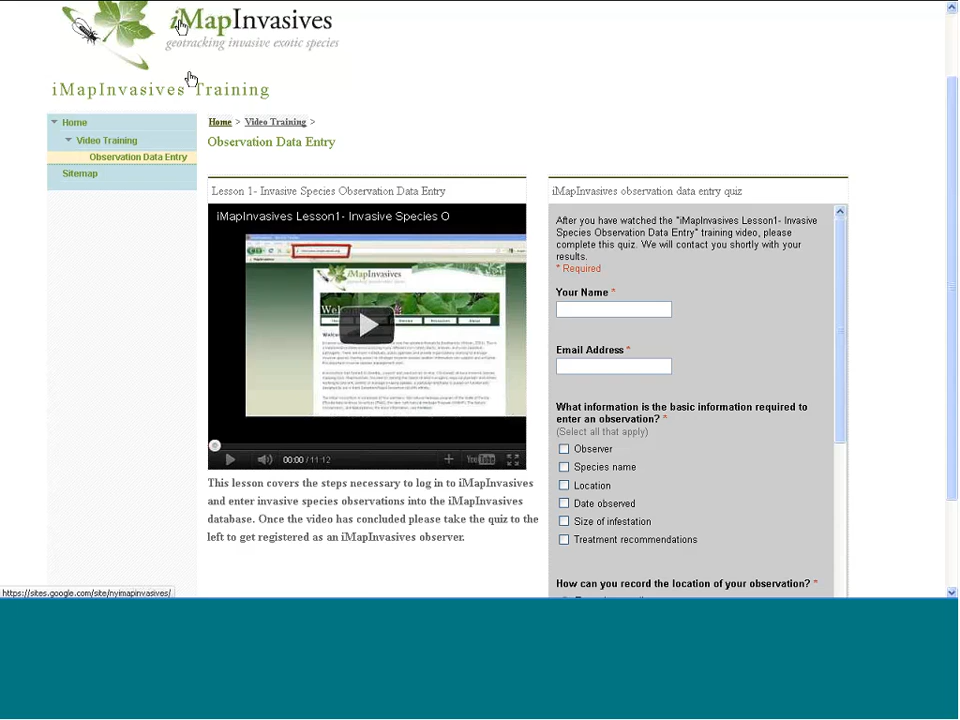 iMapInvasives
geotracking invasive exotic species
iMapInvasives Training
Home
Video Training
Observation Data Entry
Sitemap
Home > Video Training >
Observation Data Entry
Lesson 1- Invasive Species Observation Data Entry
iMapInvasives Lesson1- Invasive Species O
iMapInvasives
00:00 / 11:12
YouTube
This lesson covers the steps necessary to log in to iMapInvasives
and enter invasive species observations into the iMapInvasives
database. Once the video has concluded please take the quiz to the
left to get registered as an iMapInvasives observer.
iMapInvasives observation data entry quiz
After you have watched the "iMapInvasives Lesson1- Invasive
Species Observation Data Entry" training video, please
complete this quiz. We will contact you shortly with your
results.
* Required
Your Name *
Email Address *
What information is the basic information required to
enter an observation? *
(Select all that apply)
Observer
Species name
Location
Date observed
Size of infestation
Treatment recommendations
How can you record the location of your observation? *
https://sites.google.com/site/nyimapinvasives/